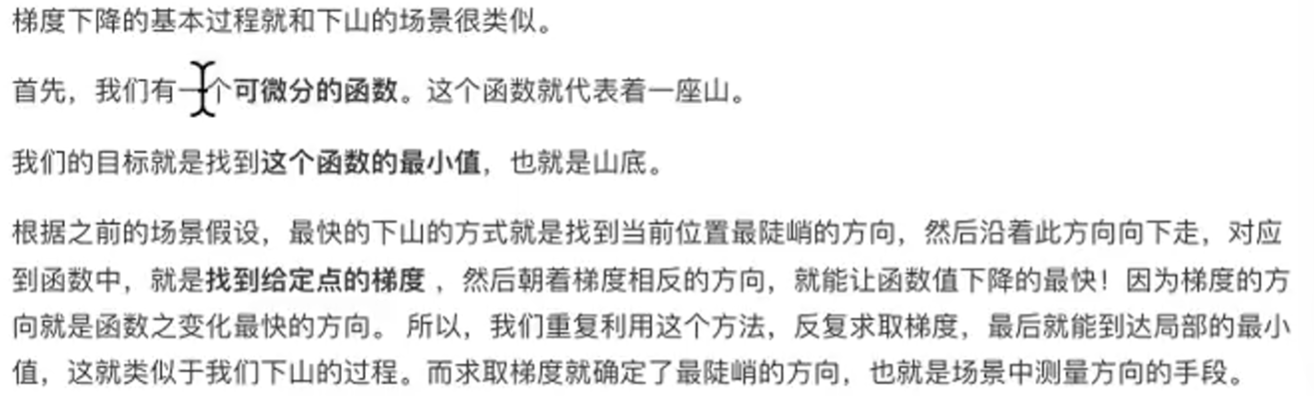 梯度下降的基本过程就和下山的场景很类似。
首先，我们有一个可微分的函数。这个函数就代表着一座山。
我们的目标就是找到这个函数的最小值，也就是山底。
根据之前的场景假设，最快的下山的方式就是找到当前位置最陡峭的方向，然后沿着此方向向下走，对应
到函数中，就是找到给定点的梯度 ，然后朝着梯度相反的方向，就能让函数值下降的最快！因为梯度的方
向就是函数之变化最快的方向。 所以，我们重复利用这个方法，反复求取梯度，最后就能到达局部的最小
值，这就类似于我们下山的过程。而求取梯度就确定了最陡峭的方向，也就是场景中测量方向的手段。